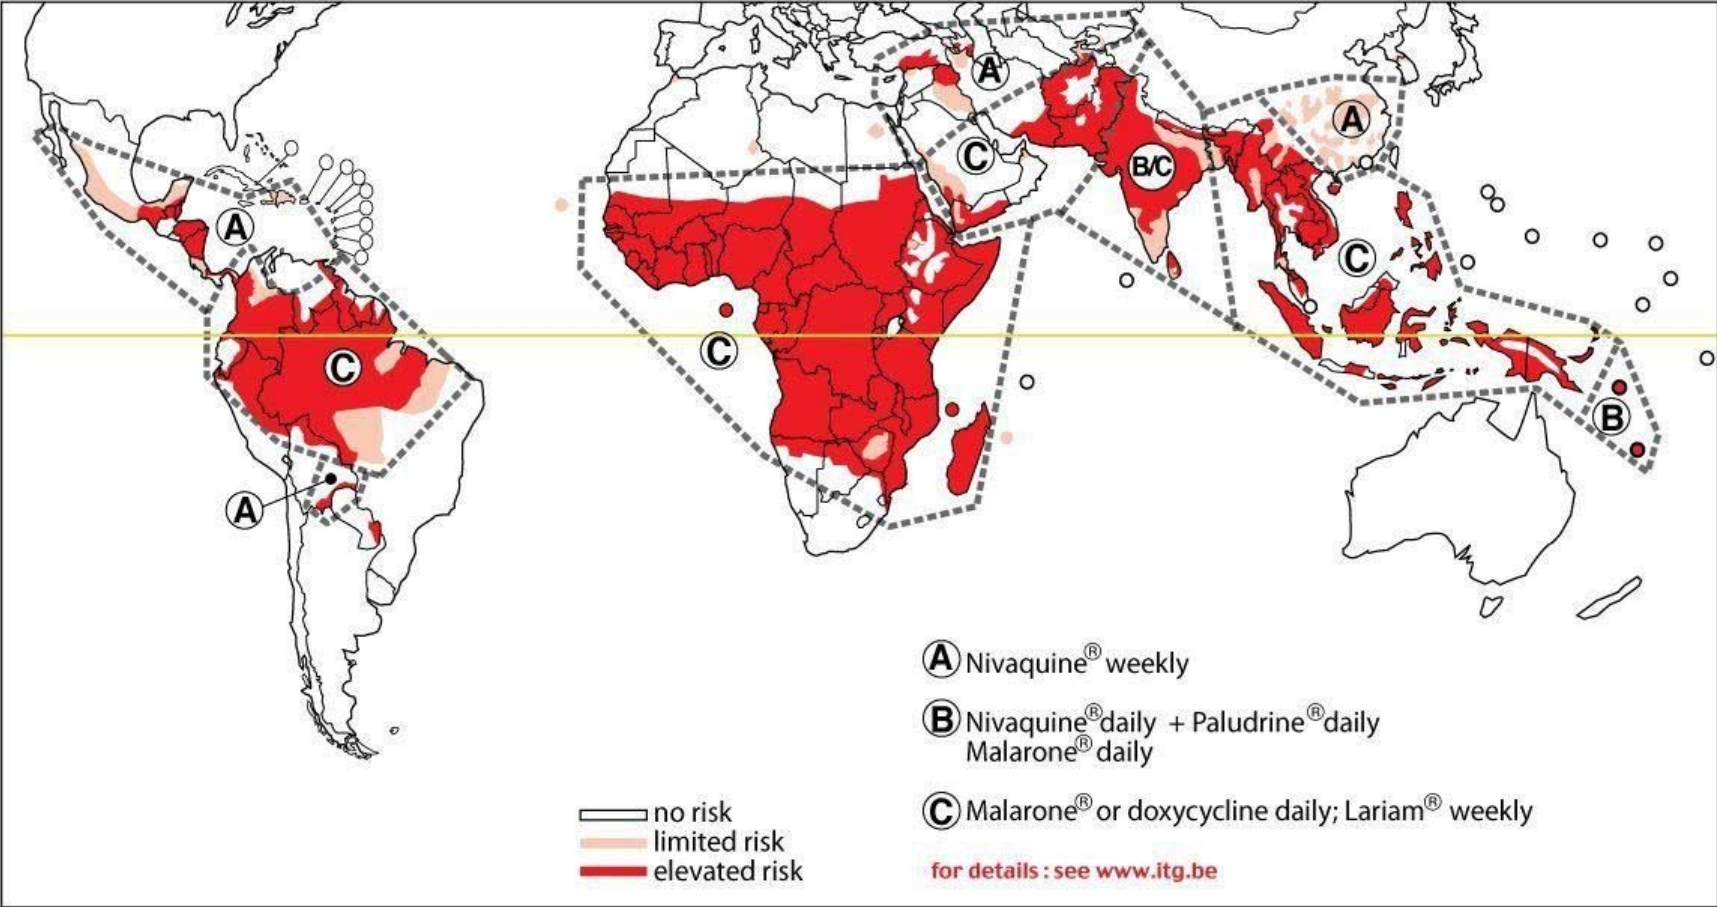 A
A
B/C
A
C
A
C
C
C
B
A
A Nivaquine® weekly
B Nivaquine® daily + Paludrine® daily
Malarone® daily
C Malarone® or doxycycline daily; Lariam® weekly
no risk
limited risk
elevated risk
for details : see www.itg.be